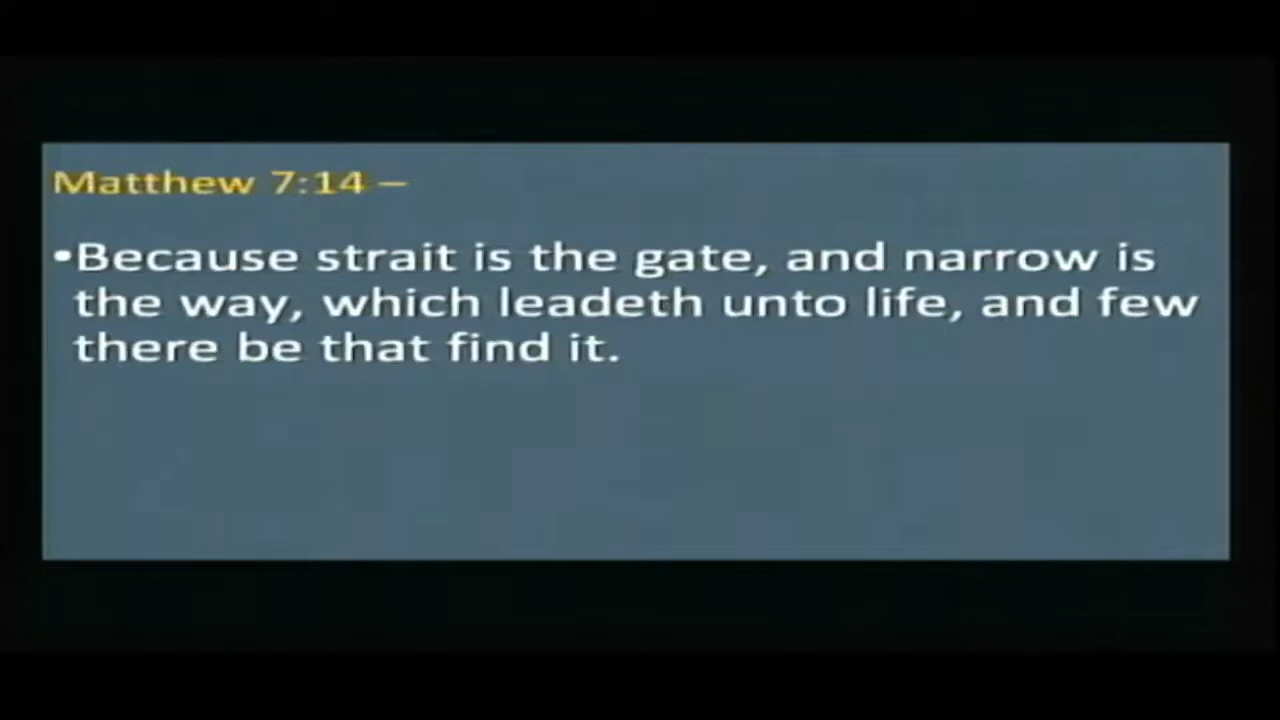 Matthew 7:14 –
•Because strait is the gate, and narrow is
the way, which leadeth unto life, and few
there be that find it.